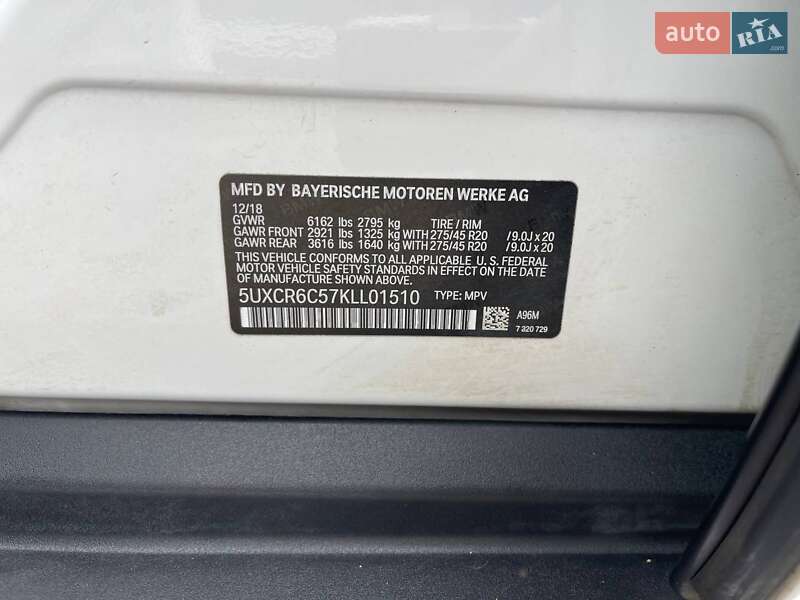 auto RIA .com
MFD BY BAYERISCHE MOTOREN WERKE AG
12/18
GVWR 6162 lbs 2795 kg TIRE / RIM
GAWR FRONT 2921 lbs 1325 kg WITH 275/45 R20 /9.0J x 20
GAWR REAR 3616 lbs 1640 kg WITH 275/45 R20 /9.0J x 20
THIS VEHICLE CONFORMS TO ALL APPLICABLE U. S. FEDERAL
MOTOR VEHICLE SAFETY STANDARDS IN EFFECT ON THE DATE
OF MANUFACTURE SHOWN ABOVE.
5UXCR6C57KLL01510 TYPE: MPV
A96M
7 320 729